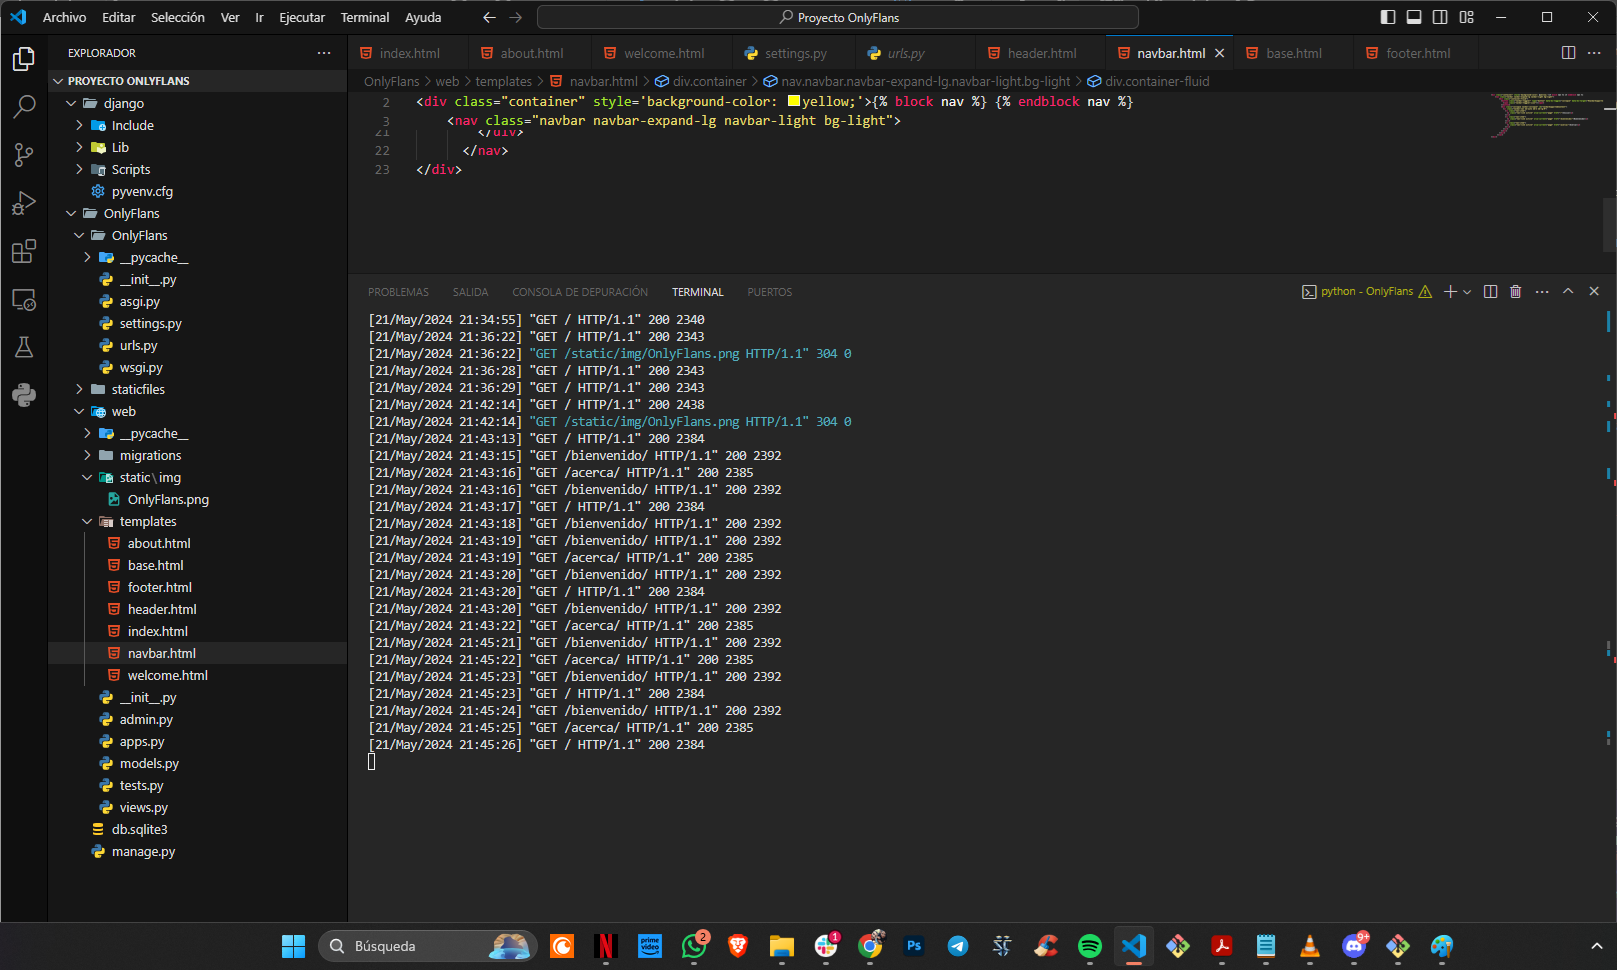 Archivo Editar Selección Ver Ir Ejecutar Terminal Ayuda
Proyecto OnlyFlans
EXPLORADOR
PROYECTO ONLYFLANS
django
Include
Lib
Scripts
pyvenv.cfg
OnlyFlans
OnlyFlans
__pycache__
__init__.py
asgi.py
settings.py
urls.py
wsgi.py
staticfiles
web
__pycache__
migrations
static\img
OnlyFlans.png
templates
about.html
base.html
footer.html
header.html
index.html
navbar.html
welcome.html
__init__.py
admin.py
apps.py
models.py
tests.py
views.py
db.sqlite3
manage.py
index.html about.html welcome.html settings.py urls.py header.html navbar.html base.html footer.html
OnlyFlans > web > templates > navbar.html > div.container > nav.navbar.navbar-expand-lg.navbar-light.bg-light > div.container-fluid
2 <div class="container" style='background-color: yellow;'>{% block nav %} {% endblock nav %}
3 <nav class="navbar navbar-expand-lg navbar-light bg-light">
21 </div>
22 </nav>
23 </div>
PROBLEMAS SALIDA CONSOLA DE DEPURACIÓN TERMINAL PUERTOS
python - OnlyFlans
[21/May/2024 21:34:55] "GET / HTTP/1.1" 200 2340
[21/May/2024 21:36:22] "GET / HTTP/1.1" 200 2343
[21/May/2024 21:36:22] "GET /static/img/OnlyFlans.png HTTP/1.1" 304 0
[21/May/2024 21:36:28] "GET / HTTP/1.1" 200 2343
[21/May/2024 21:36:29] "GET / HTTP/1.1" 200 2343
[21/May/2024 21:42:14] "GET / HTTP/1.1" 200 2438
[21/May/2024 21:42:14] "GET /static/img/OnlyFlans.png HTTP/1.1" 304 0
[21/May/2024 21:43:13] "GET / HTTP/1.1" 200 2384
[21/May/2024 21:43:15] "GET /bienvenido/ HTTP/1.1" 200 2392
[21/May/2024 21:43:16] "GET /acerca/ HTTP/1.1" 200 2385
[21/May/2024 21:43:16] "GET /bienvenido/ HTTP/1.1" 200 2392
[21/May/2024 21:43:17] "GET / HTTP/1.1" 200 2384
[21/May/2024 21:43:18] "GET /bienvenido/ HTTP/1.1" 200 2392
[21/May/2024 21:43:19] "GET /bienvenido/ HTTP/1.1" 200 2392
[21/May/2024 21:43:19] "GET /acerca/ HTTP/1.1" 200 2385
[21/May/2024 21:43:20] "GET /bienvenido/ HTTP/1.1" 200 2392
[21/May/2024 21:43:20] "GET / HTTP/1.1" 200 2384
[21/May/2024 21:43:20] "GET /bienvenido/ HTTP/1.1" 200 2392
[21/May/2024 21:43:22] "GET /acerca/ HTTP/1.1" 200 2385
[21/May/2024 21:45:21] "GET /bienvenido/ HTTP/1.1" 200 2392
[21/May/2024 21:45:22] "GET /acerca/ HTTP/1.1" 200 2385
[21/May/2024 21:45:23] "GET /bienvenido/ HTTP/1.1" 200 2392
[21/May/2024 21:45:23] "GET / HTTP/1.1" 200 2384
[21/May/2024 21:45:24] "GET /bienvenido/ HTTP/1.1" 200 2392
[21/May/2024 21:45:25] "GET /acerca/ HTTP/1.1" 200 2385
[21/May/2024 21:45:26] "GET / HTTP/1.1" 200 2384
Búsqueda
prime video
2
1
Ps
9+